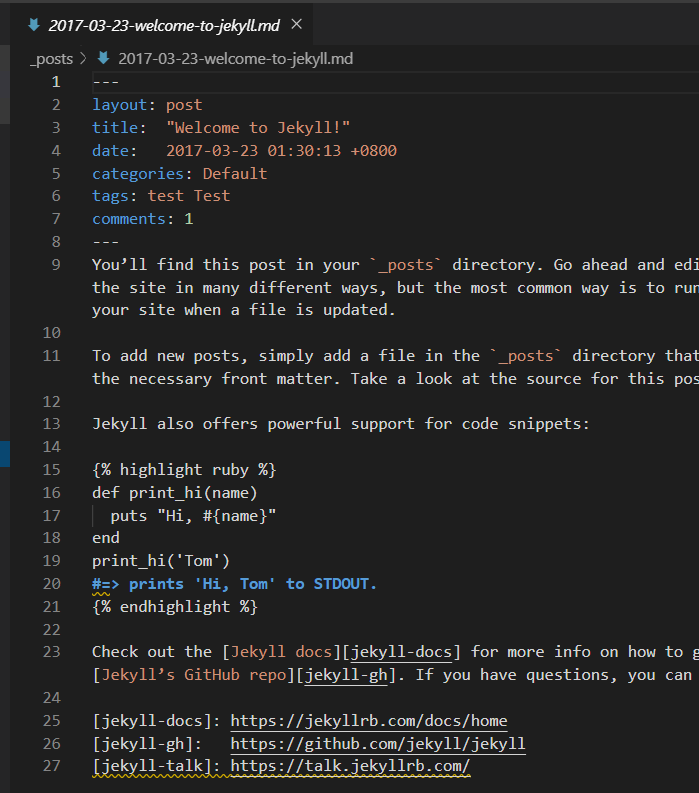 2017-03-23-welcome-to-jekyll.md
_posts > 2017-03-23-welcome-to-jekyll.md
1 ---
2 layout: post
3 title:  "Welcome to Jekyll!"
4 date:   2017-03-23 01:30:13 +0800
5 categories: Default
6 tags: test Test
7 comments: 1
8 ---
9 You’ll find this post in your `_posts` directory. Go ahead and edi
the site in many different ways, but the most common way is to run
your site when a file is updated.
10
11 To add new posts, simply add a file in the `_posts` directory that
the necessary front matter. Take a look at the source for this pos
12
13 Jekyll also offers powerful support for code snippets:
14
15 {% highlight ruby %}
16 def print_hi(name)
17   puts "Hi, #{name}"
18 end
19 print_hi('Tom')
20 #=> prints 'Hi, Tom' to STDOUT.
21 {% endhighlight %}
22
23 Check out the [Jekyll docs][jekyll-docs] for more info on how to g
[Jekyll’s GitHub repo][jekyll-gh]. If you have questions, you can
24
25 [jekyll-docs]: https://jekyllrb.com/docs/home
26 [jekyll-gh]:   https://github.com/jekyll/jekyll
27 [jekyll-talk]: https://talk.jekyllrb.com/